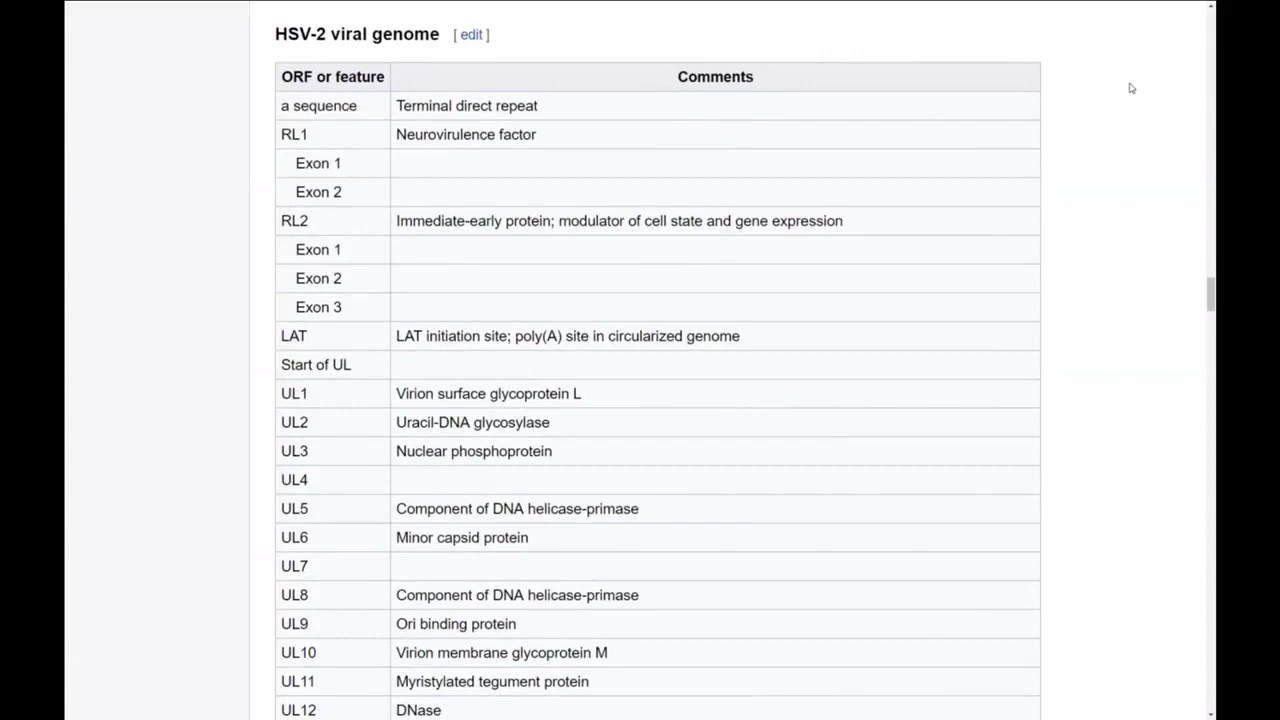 HSV-2 viral genome [ edit ]
ORF or feature Comments
a sequence Terminal direct repeat
RL1 Neurovirulence factor
Exon 1
Exon 2
RL2 Immediate-early protein; modulator of cell state and gene expression
Exon 1
Exon 2
Exon 3
LAT LAT initiation site; poly(A) site in circularized genome
Start of UL
UL1 Virion surface glycoprotein L
UL2 Uracil-DNA glycosylase
UL3 Nuclear phosphoprotein
UL4
UL5 Component of DNA helicase-primase
UL6 Minor capsid protein
UL7
UL8 Component of DNA helicase-primase
UL9 Ori binding protein
UL10 Virion membrane glycoprotein M
UL11 Myristylated tegument protein
UL12 DNase